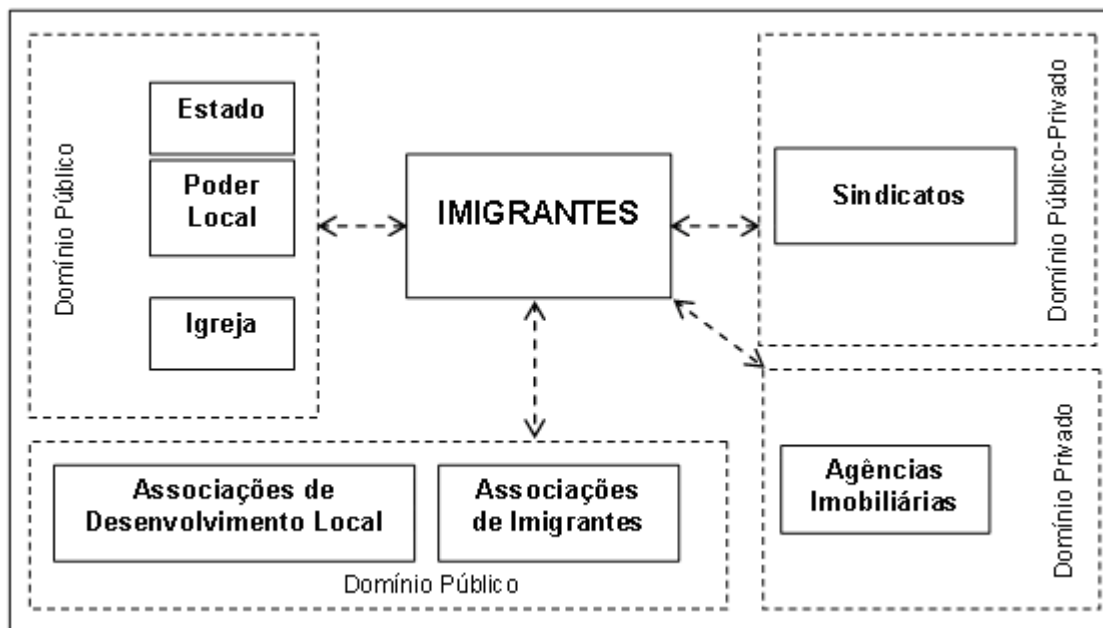 Domínio Público
Estado
Poder
Local
Igreja
IMIGRANTES
Sindicatos
Domínio Público-Privado
Agências
Imobiliárias
Domínio Privado
Associações de
Desenvolvimento Local
Associações
de Imigrantes
Domínio Público